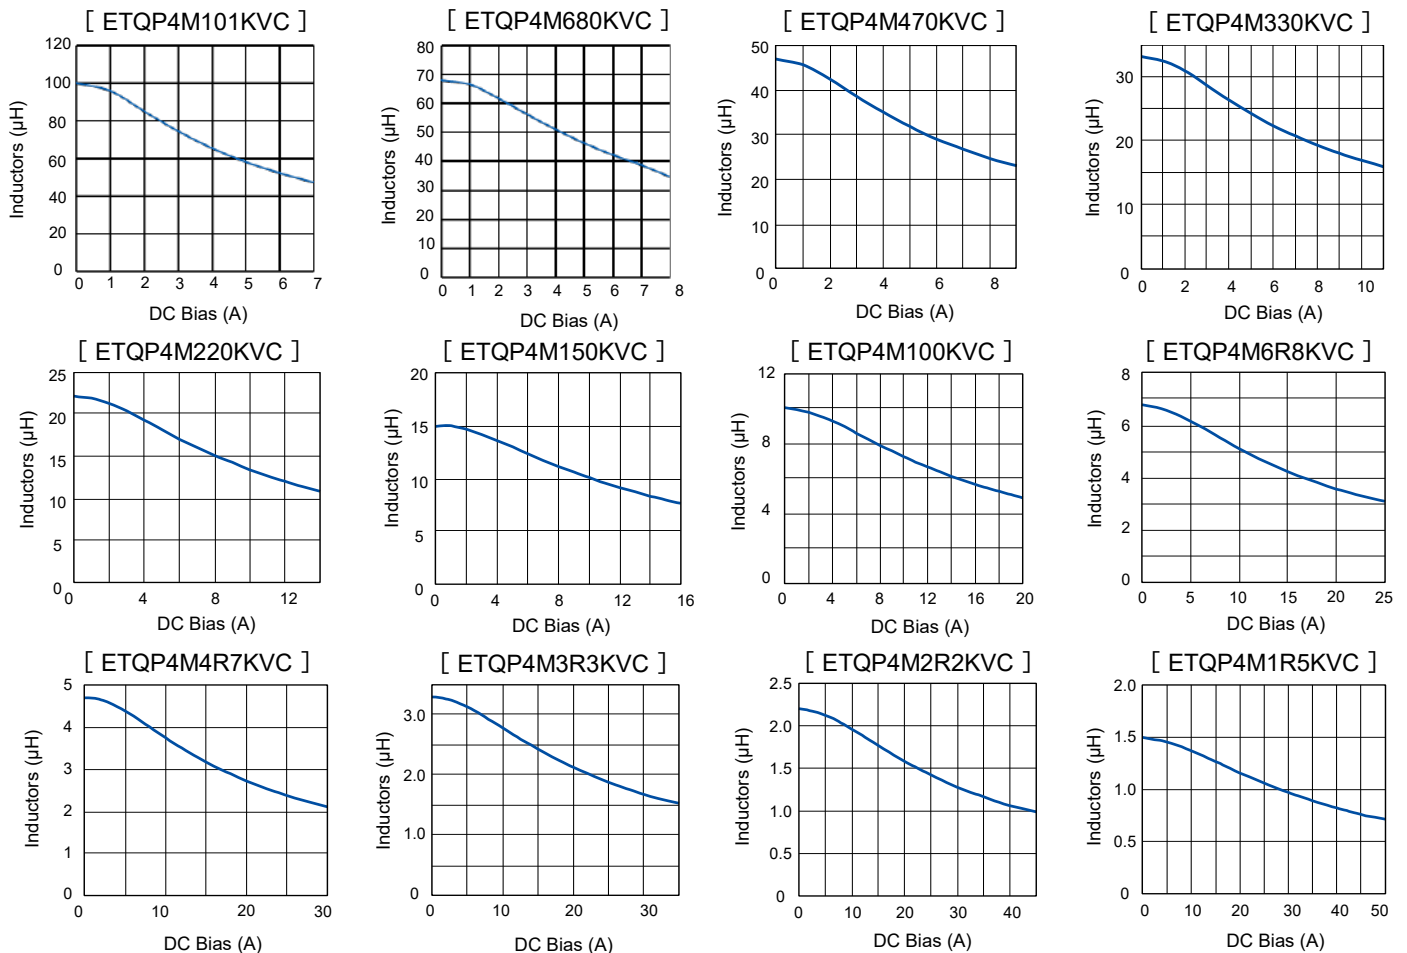 [ ETQP4M101KVC ]
120
100
80
60
40
20
0
0 1 2 3 4 5 6 7
Inductors (μH)
DC Bias (A)
[ ETQP4M680KVC ]
80
70
60
50
40
30
20
10
0
0 1 2 3 4 5 6 7 8
Inductors (μH)
DC Bias (A)
[ ETQP4M470KVC ]
50
40
30
20
10
0
0 2 4 6 8
Inductors (μH)
DC Bias (A)
[ ETQP4M330KVC ]
30
20
10
0
0 2 4 6 8 10
Inductors (μH)
DC Bias (A)
[ ETQP4M220KVC ]
25
20
15
10
5
0
0 4 8 12
Inductors (μH)
DC Bias (A)
[ ETQP4M150KVC ]
20
15
10
5
0
0 4 8 12 16
Inductors (μH)
DC Bias (A)
[ ETQP4M100KVC ]
12
8
4
0
0 4 8 12 16 20
Inductors (μH)
DC Bias (A)
[ ETQP4M6R8KVC ]
8
6
4
2
0
0 5 10 15 20 25
Inductors (μH)
DC Bias (A)
[ ETQP4M4R7KVC ]
5
4
3
2
1
0
0 10 20 30
Inductors (μH)
DC Bias (A)
[ ETQP4M3R3KVC ]
3.0
2.0
1.0
0
0 10 20 30
Inductors (μH)
DC Bias (A)
[ ETQP4M2R2KVC ]
2.5
2.0
1.5
1.0
0.5
0
0 10 20 30 40
Inductors (μH)
DC Bias (A)
[ ETQP4M1R5KVC ]
2.0
1.5
1.0
0.5
0
0 10 20 30 40 50
Inductors (μH)
DC Bias (A)